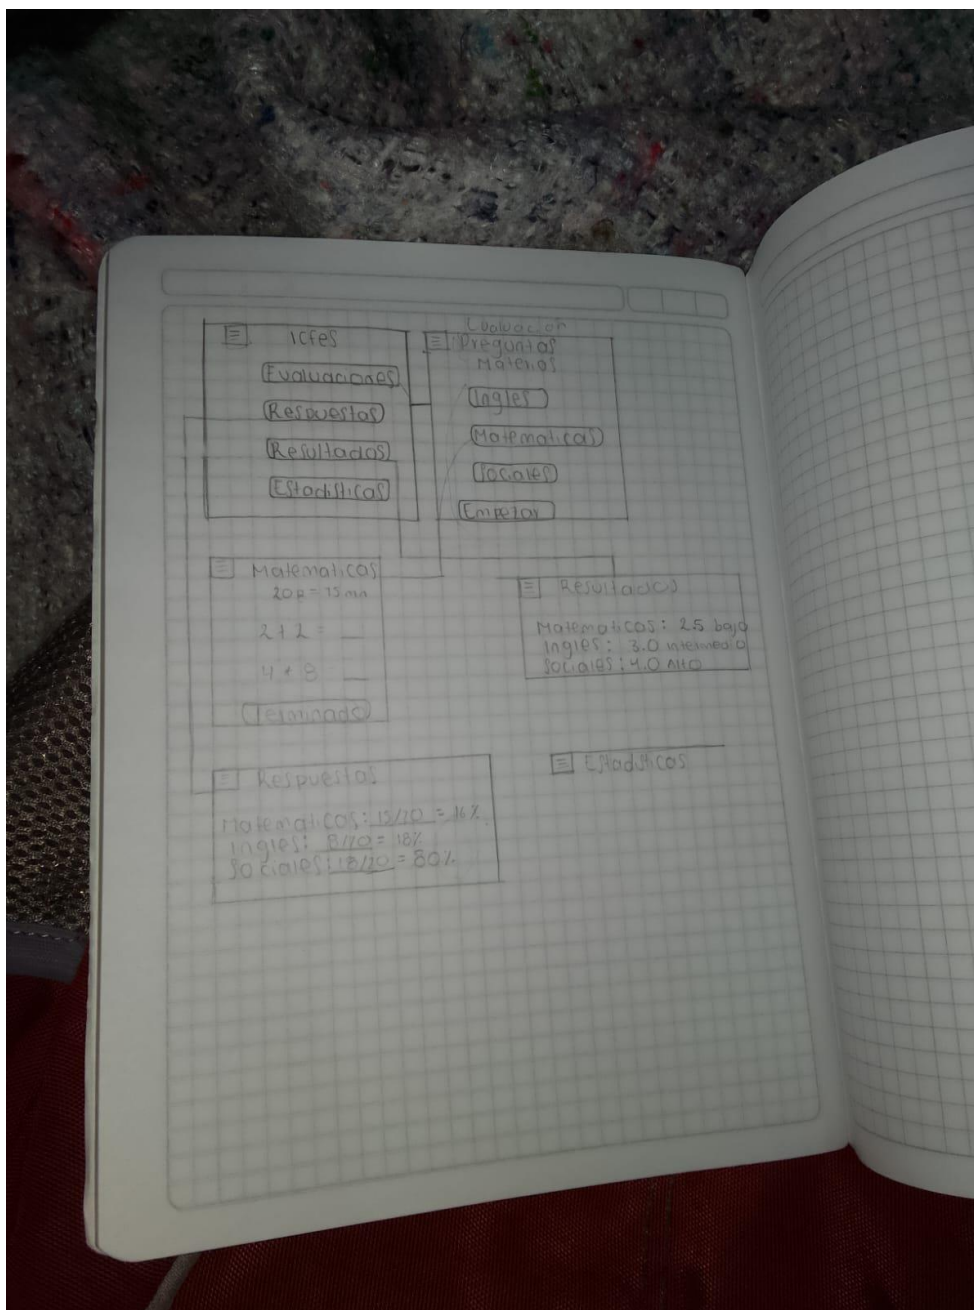 Icfes
Evaluaciones
Respuestas
Resultados
Estadisticas
Evaluacion
Preguntas
Materias
Ingles
Matematicas
Sociales
Empezar
Matematicas
2+2 = __
4+8 __
Terminado
Resultados
Matematicas: 2.5 bajo
Ingles: 3.0 intermedio
Sociales: 4.0 Alto
Respuestas
Matematicas: 15/20 = 16%
Ingles: 8/20 = 18%
Sociales: 18/20 = 80%
Estadisticas